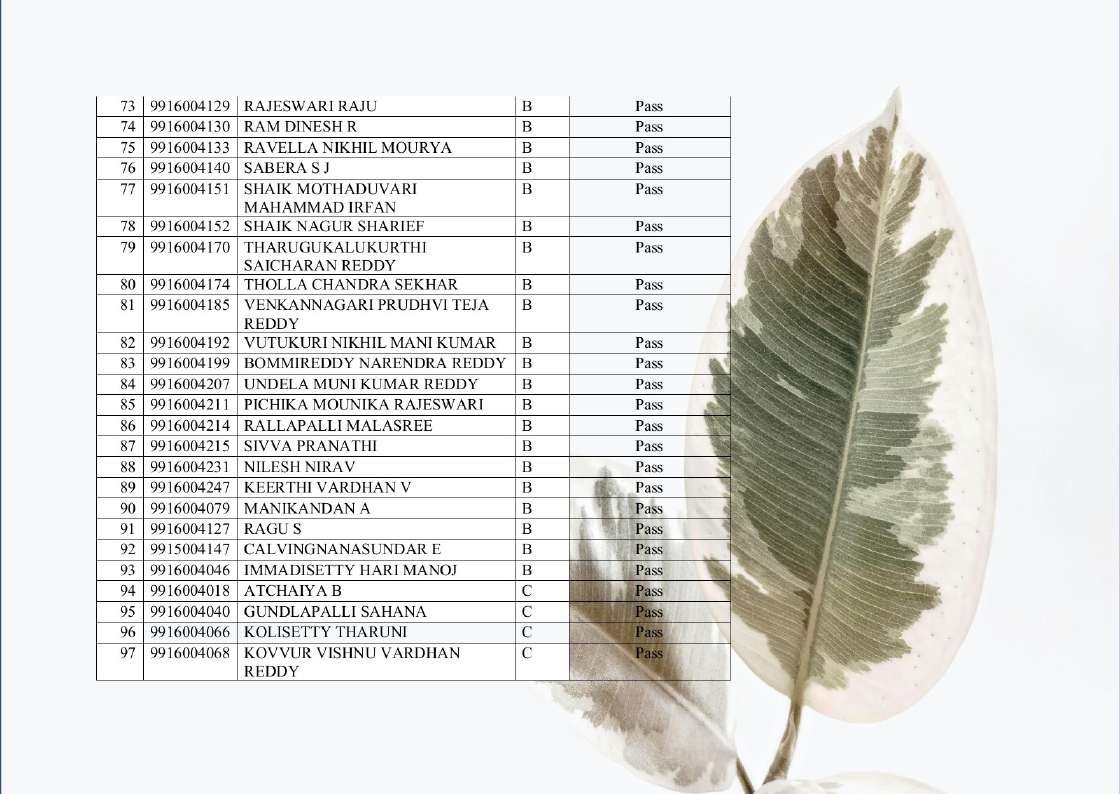 73 9916004129 RAJESWARI RAJU B Pass
74 9916004130 RAM DINESH R B Pass
75 9916004133 RAVELLA NIKHIL MOURYA B Pass
76 9916004140 SABERA S J B Pass
77 9916004151 SHAIK MOTHADUVARI B Pass
MAHAMMAD IRFAN
78 9916004152 SHAIK NAGUR SHARIEF B Pass
79 9916004170 THARUGUKALUKURTHI B Pass
SAICHARAN REDDY
80 9916004174 THOLLA CHANDRA SEKHAR B Pass
81 9916004185 VENKANNAGARI PRUDHVI TEJA B Pass
REDDY
82 9916004192 VUTUKURI NIKHIL MANI KUMAR B Pass
83 9916004199 BOMMIREDDY NARENDRA REDDY B Pass
84 9916004207 UNDELA MUNI KUMAR REDDY B Pass
85 9916004211 PICHIKA MOUNIKA RAJESWARI B Pass
86 9916004214 RALLAPALLI MALASREE B Pass
87 9916004215 SIVVA PRANATHI B Pass
88 9916004231 NILESH NIRAV B Pass
89 9916004247 KEERTHI VARDHAN V B Pass
90 9916004079 MANIKANDAN A B Pass
91 9916004127 RAGU S B Pass
92 9915004147 CALVINGNANASUNDAR E B Pass
93 9916004046 IMMADISETTY HARI MANOJ B Pass
94 9916004018 ATCHAIYA B C Pass
95 9916004040 GUNDLAPALLI SAHANA C Pass
96 9916004066 KOLISETTY THARUNI C Pass
97 9916004068 KOVVUR VISHNU VARDHAN C Pass
REDDY